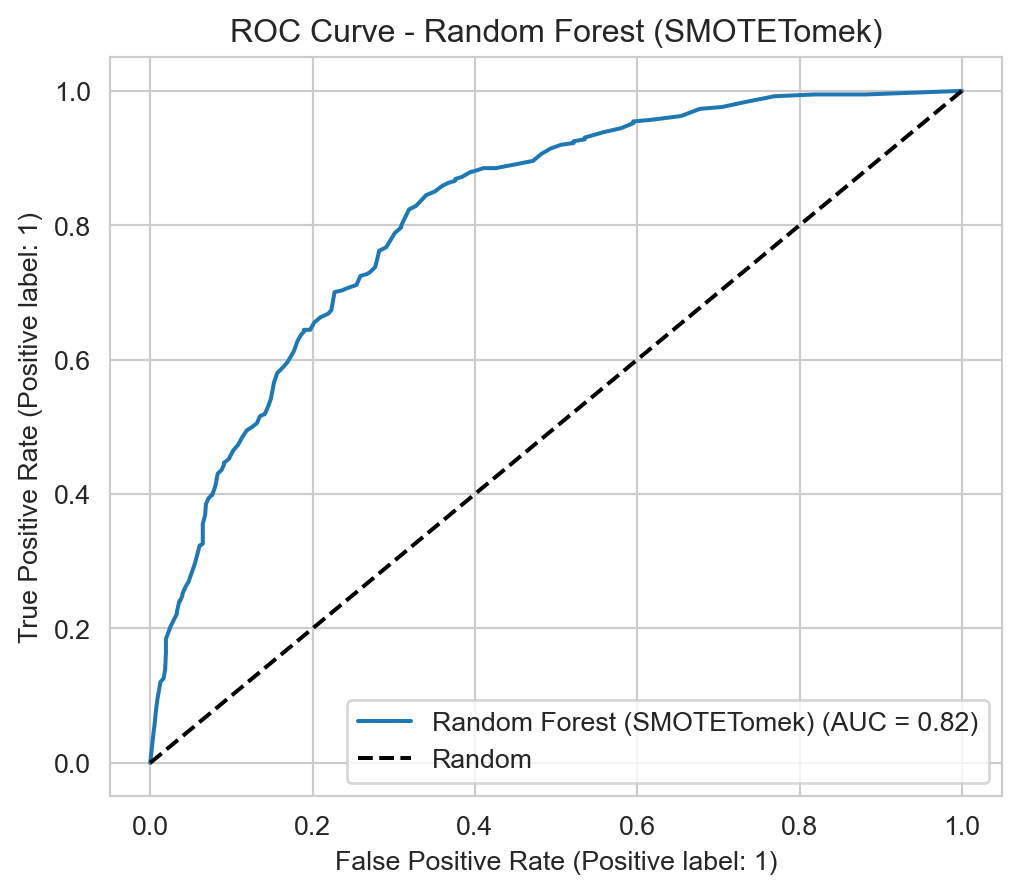 ROC Curve - Random Forest (SMOTETomek)
True Positive Rate (Positive label: 1)
1.0
0.8
0.6
0.4
0.2
0.0
Random Forest (SMOTETomek) (AUC = 0.82)
Random
0.0 0.2 0.4 0.6 0.8 1.0
False Positive Rate (Positive label: 1)